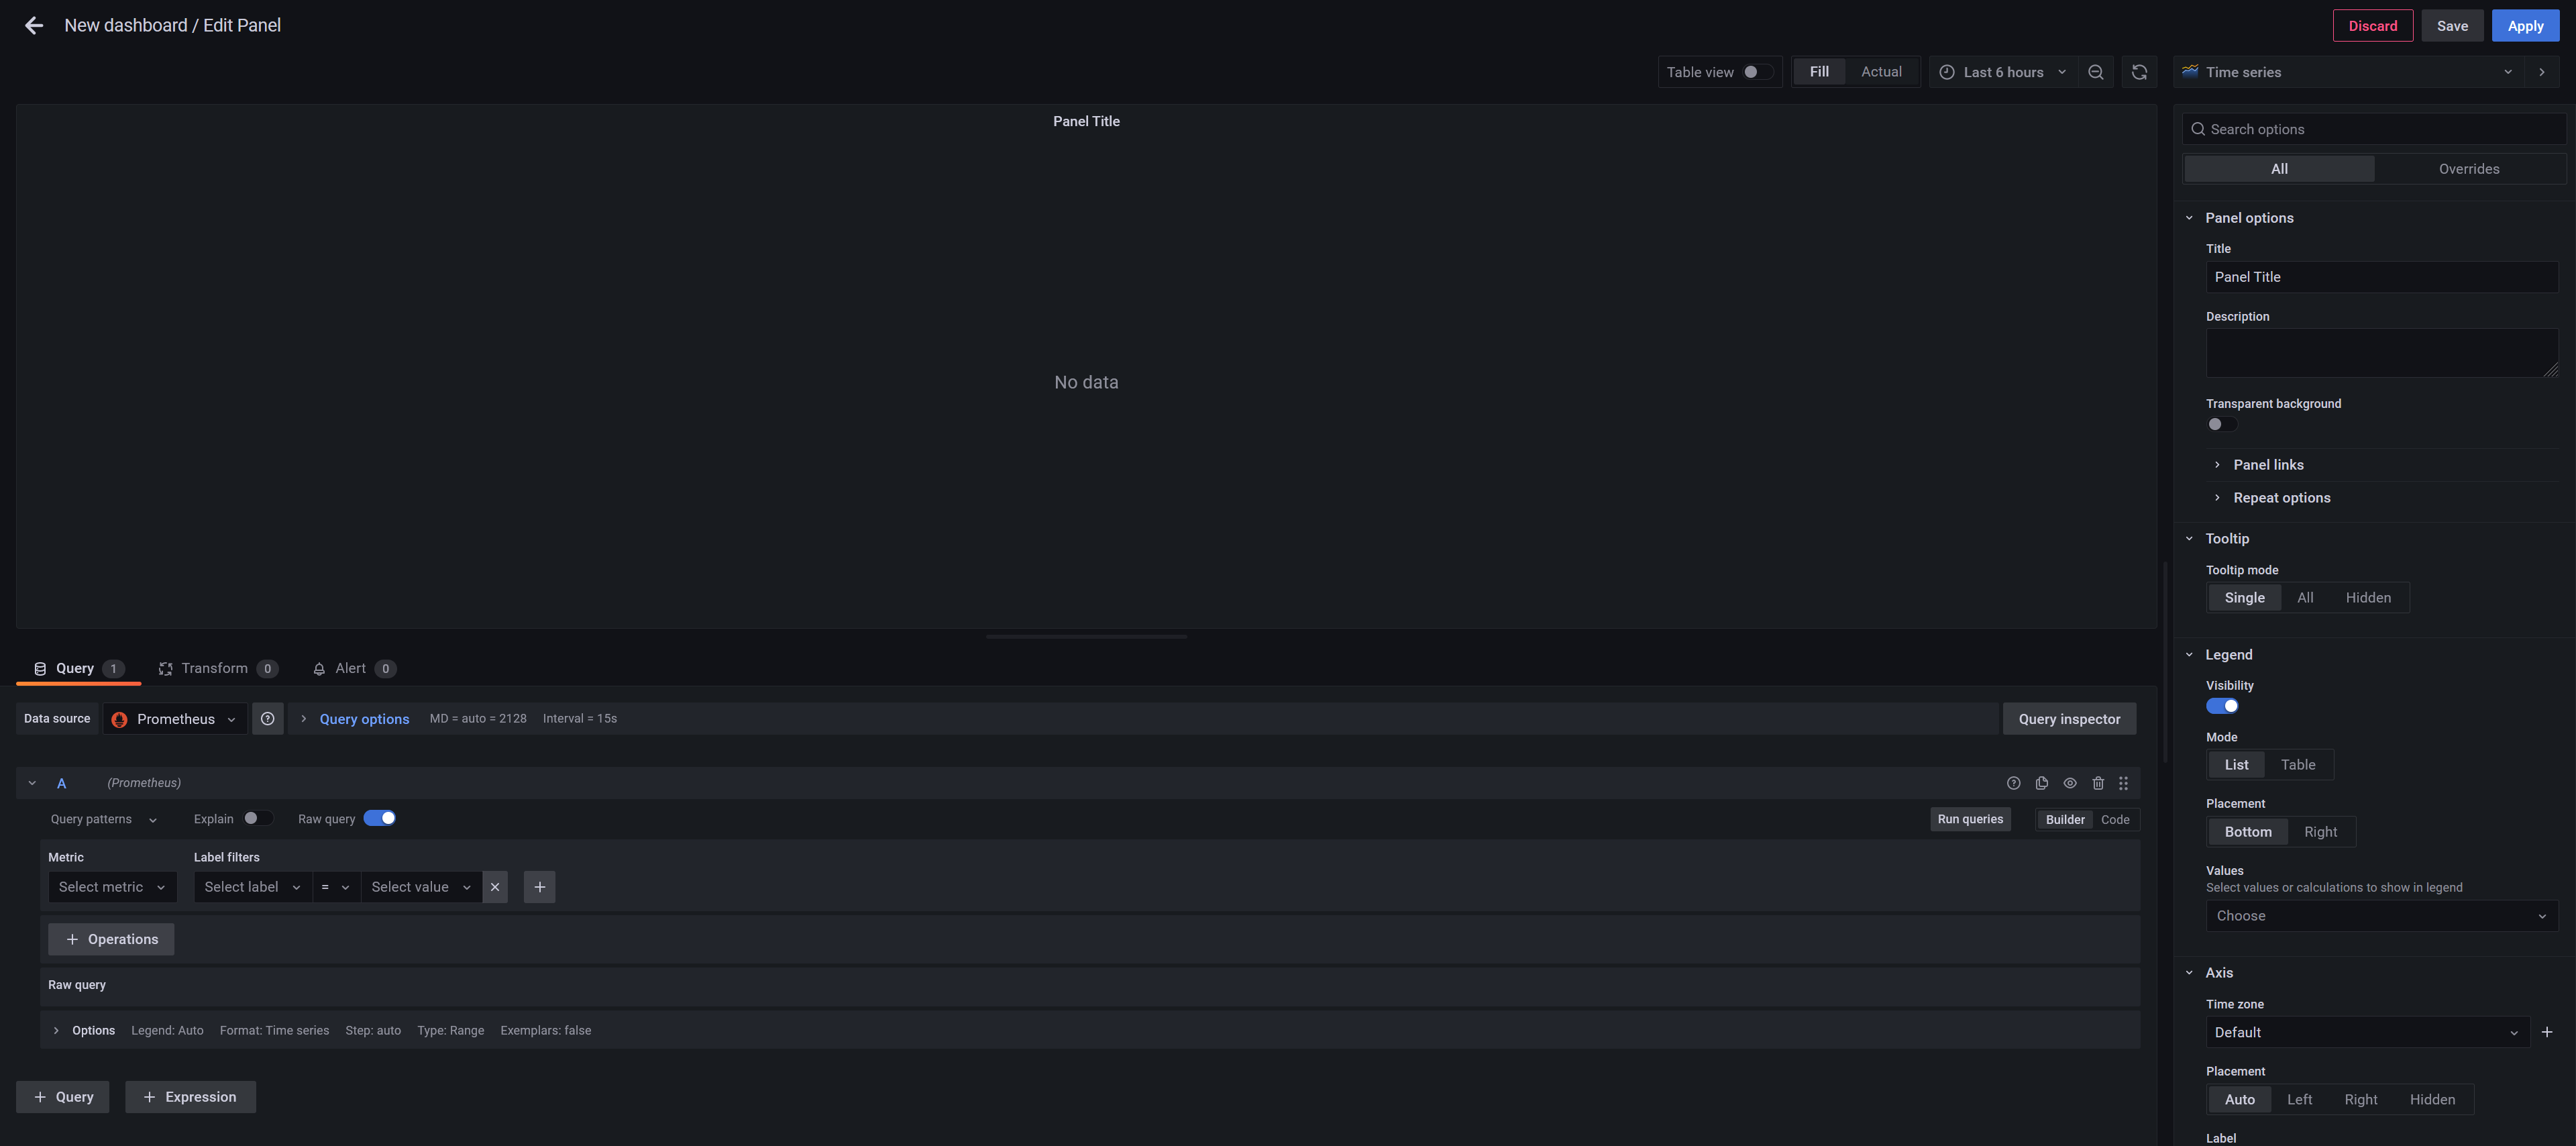 New dashboard / Edit Panel
Discard
Save
Apply
Table view
Fill
Actual
Last 6 hours
Time series
Panel Title
No data
Search options
All
Overrides
Panel options
Title
Panel Title
Description
Transparent background
Panel links
Repeat options
Tooltip
Tooltip mode
Single
All
Hidden
Legend
Visibility
Mode
List
Table
Placement
Bottom
Right
Values
Select values or calculations to show in legend
Choose
Axis
Time zone
Default
Placement
Auto
Left
Right
Hidden
Label
Query 1
Transform 0
Alert 0
Data source
Prometheus
Query options
MD = auto = 2128
Interval = 15s
Query inspector
A
(Prometheus)
Query patterns
Explain
Raw query
Run queries
Builder
Code
Metric
Label filters
Select metric
Select label
=
Select value
+ Operations
Raw query
Options
Legend: Auto
Format: Time series
Step: auto
Type: Range
Exemplars: false
+ Query
+ Expression